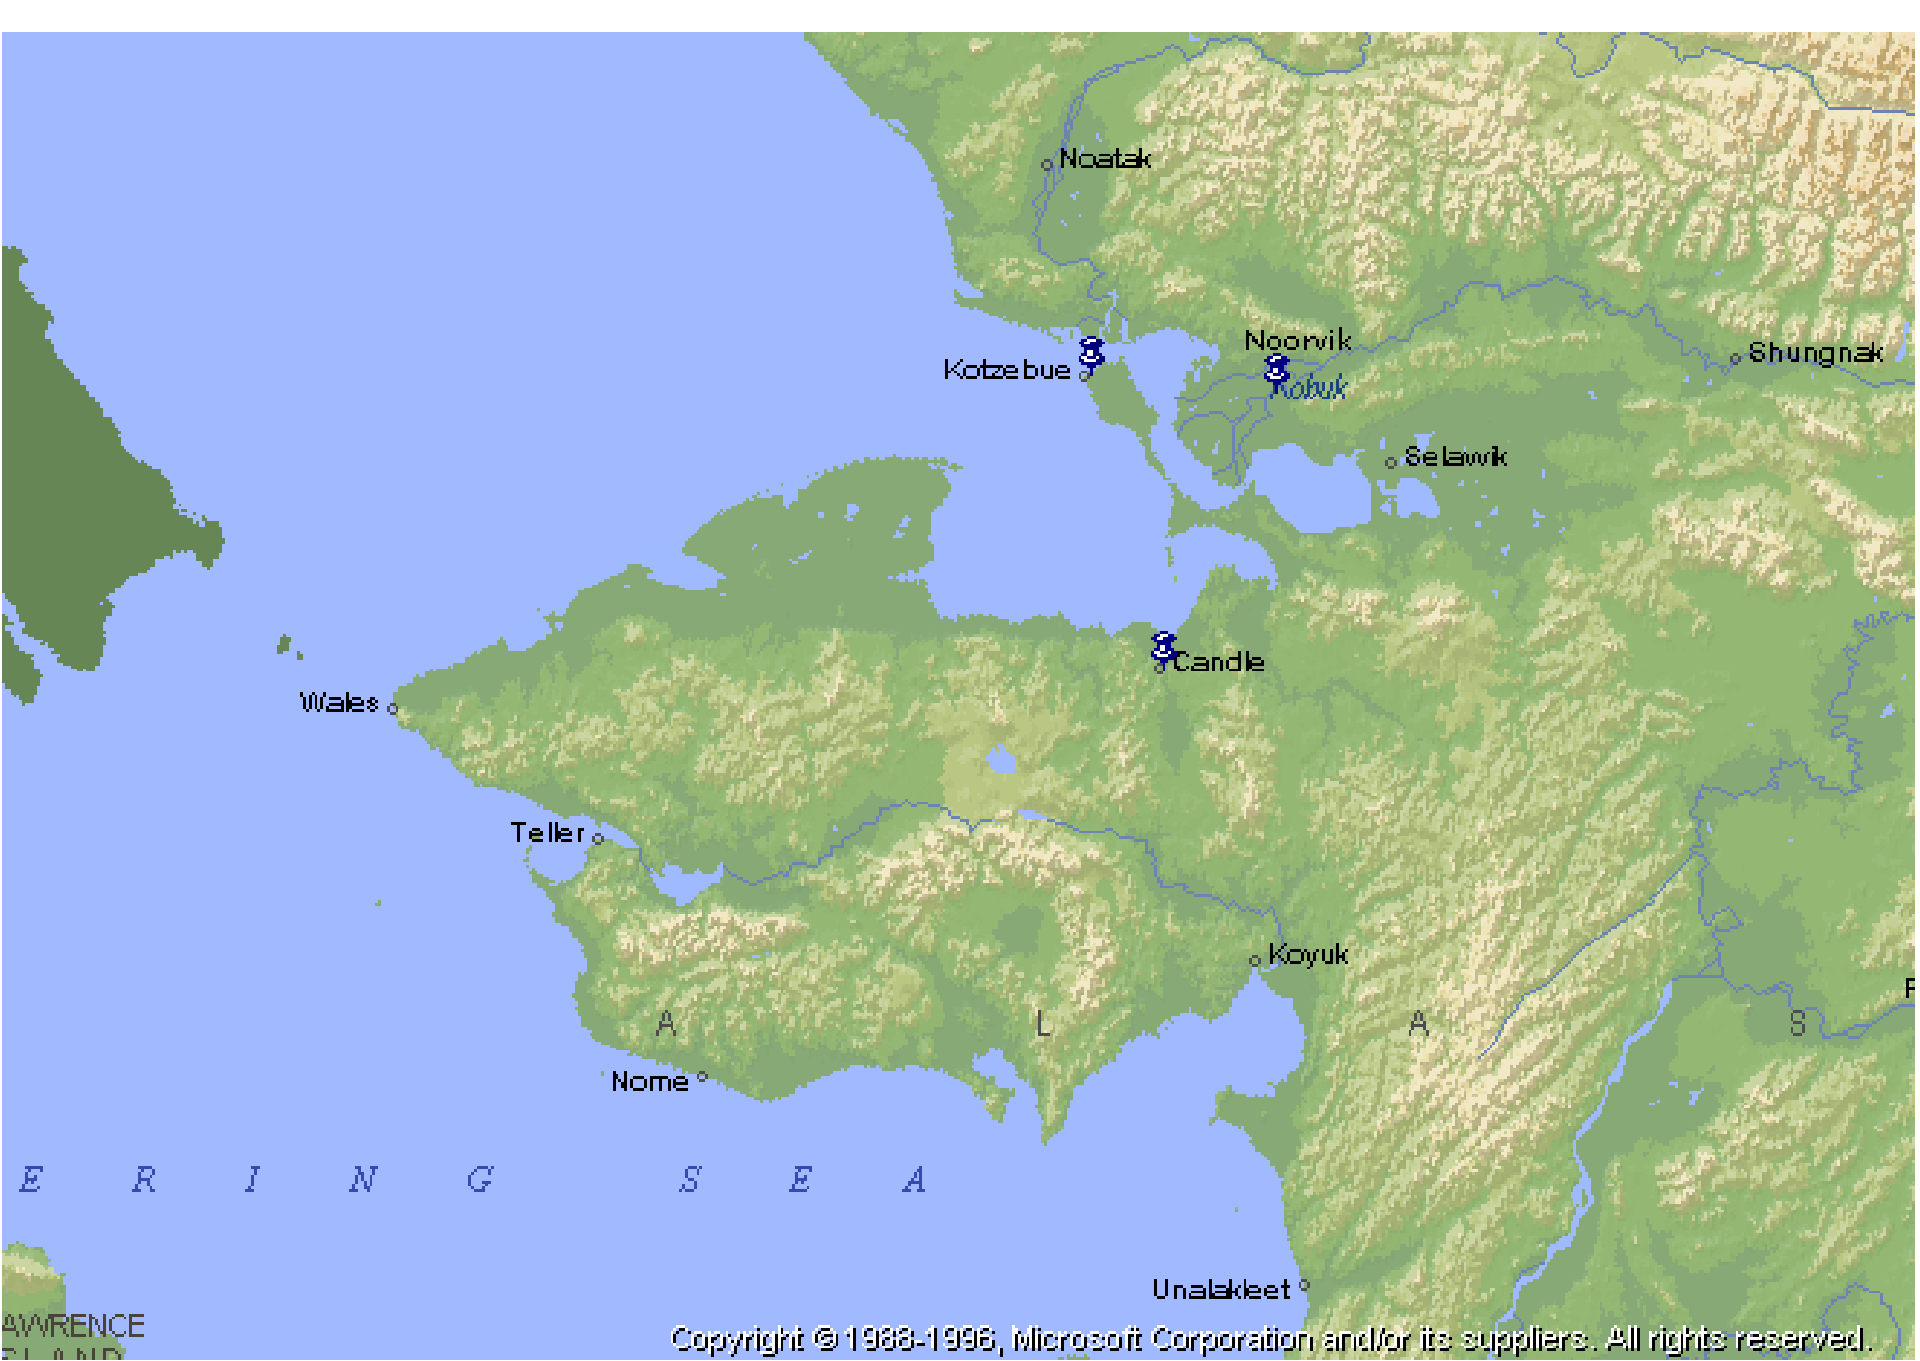 Noatak
Noorvik
Kotzebue
Kobuk
Shungnak
Selawik
Candle
Wales
Teller
Koyuk
A L A S
Nome
E R I N G S E A
Unalakleet
AWRENCE
Copyright © 1988-1996, Microsoft Corporation and/or its suppliers. All rights reserved.